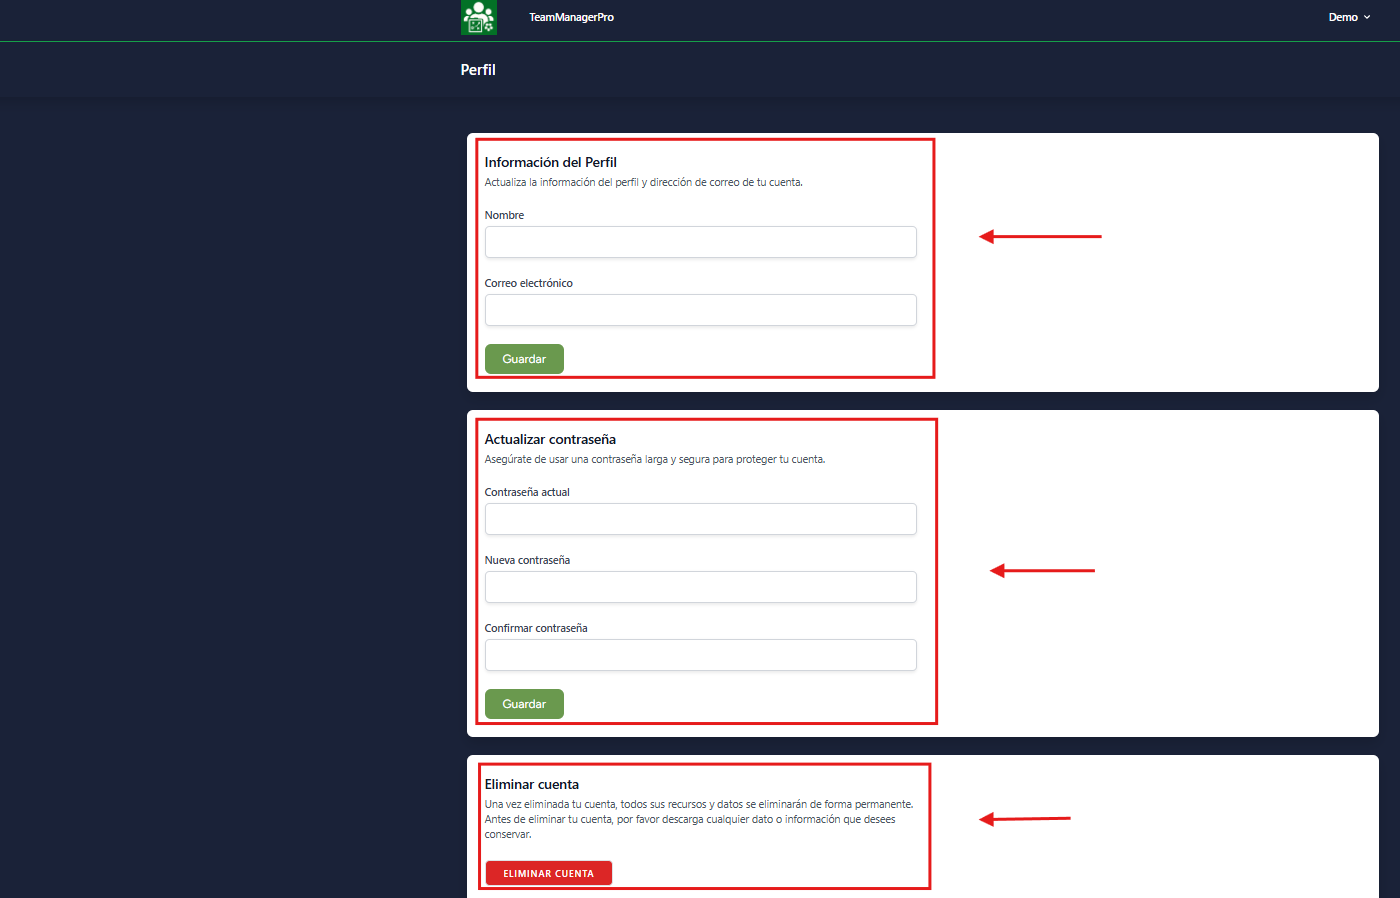 TeamManagerPro
Demo
Perfil
Información del Perfil
Actualiza la información del perfil y dirección de correo de tu cuenta.
Nombre
Correo electrónico
Guardar
Actualizar contraseña
Asegúrate de usar una contraseña larga y segura para proteger tu cuenta.
Contraseña actual
Nueva contraseña
Confirmar contraseña
Guardar
Eliminar cuenta
Una vez eliminada tu cuenta, todos sus recursos y datos se eliminarán de forma permanente.
Antes de eliminar tu cuenta, por favor descarga cualquier dato o información que desees
conservar.
ELIMINAR CUENTA